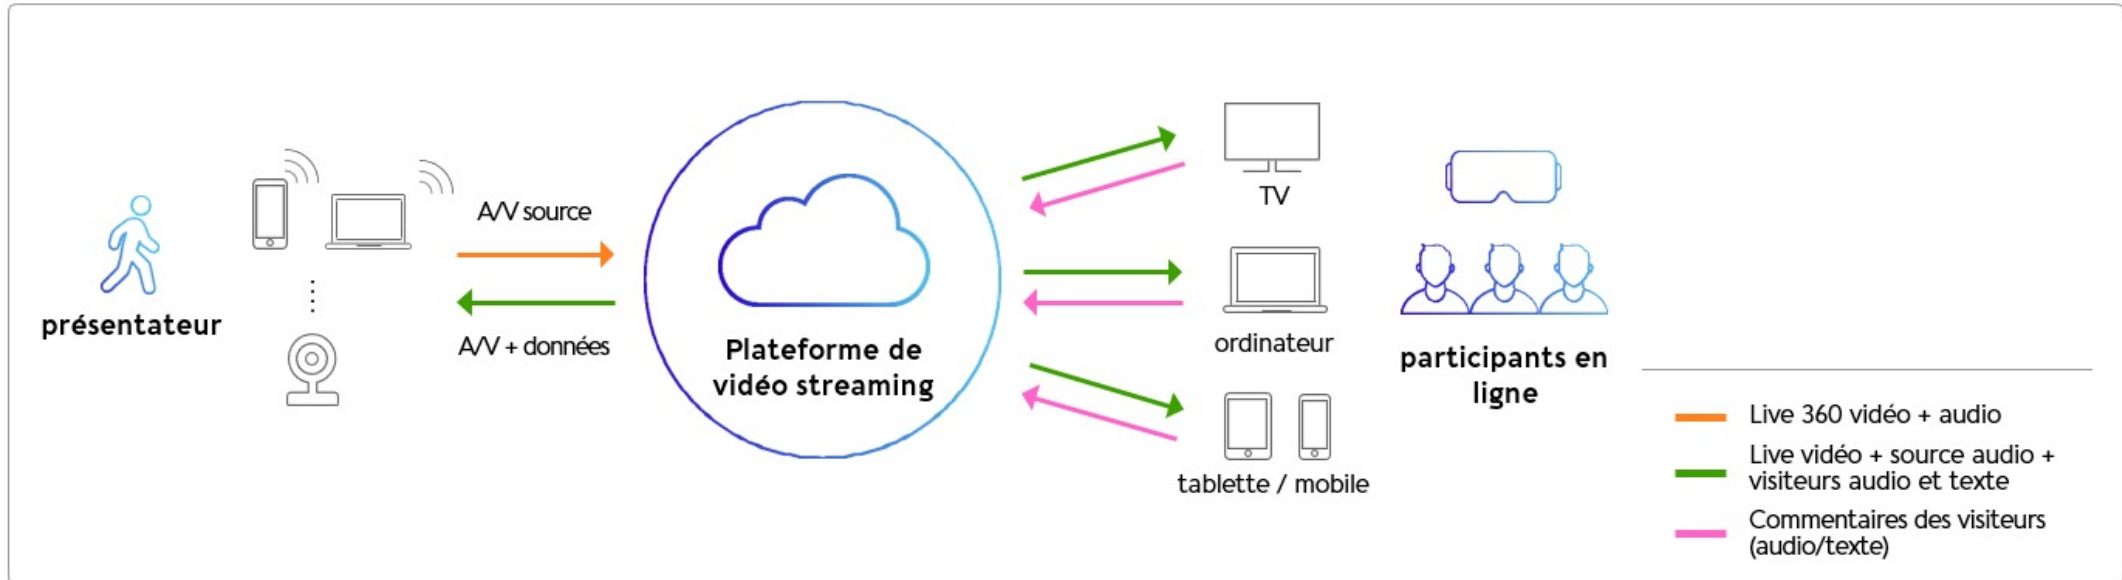 présentateur
A/V source
A/V + données
Plateforme de
vidéo streaming
TV
ordinateur
tablette / mobile
participants en
ligne
Live 360 vidéo + audio
Live vidéo + source audio +
visiteurs audio et texte
Commentaires des visiteurs
(audio/texte)